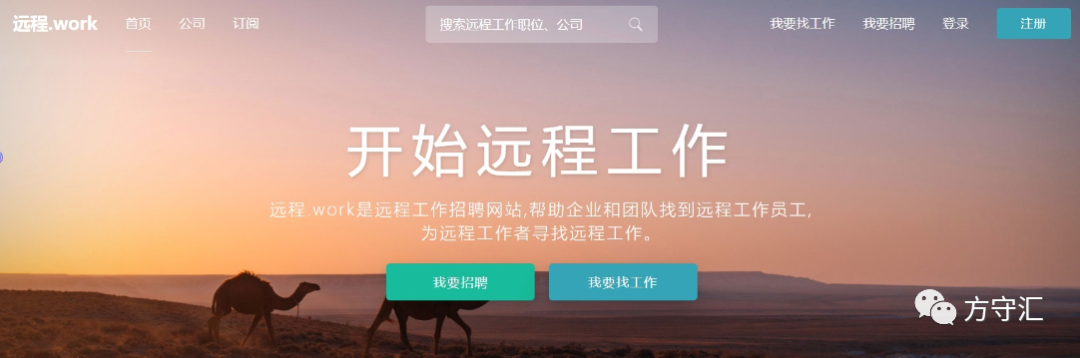 远程.work 首页 公司 订阅 搜索远程工作职位、公司 我要找工作 我要招聘 登录 注册
开始远程工作
远程.work是远程工作招聘网站,帮助企业和团队找到远程工作员工,
为远程工作者寻找远程工作。
我要招聘 我要找工作
方守汇